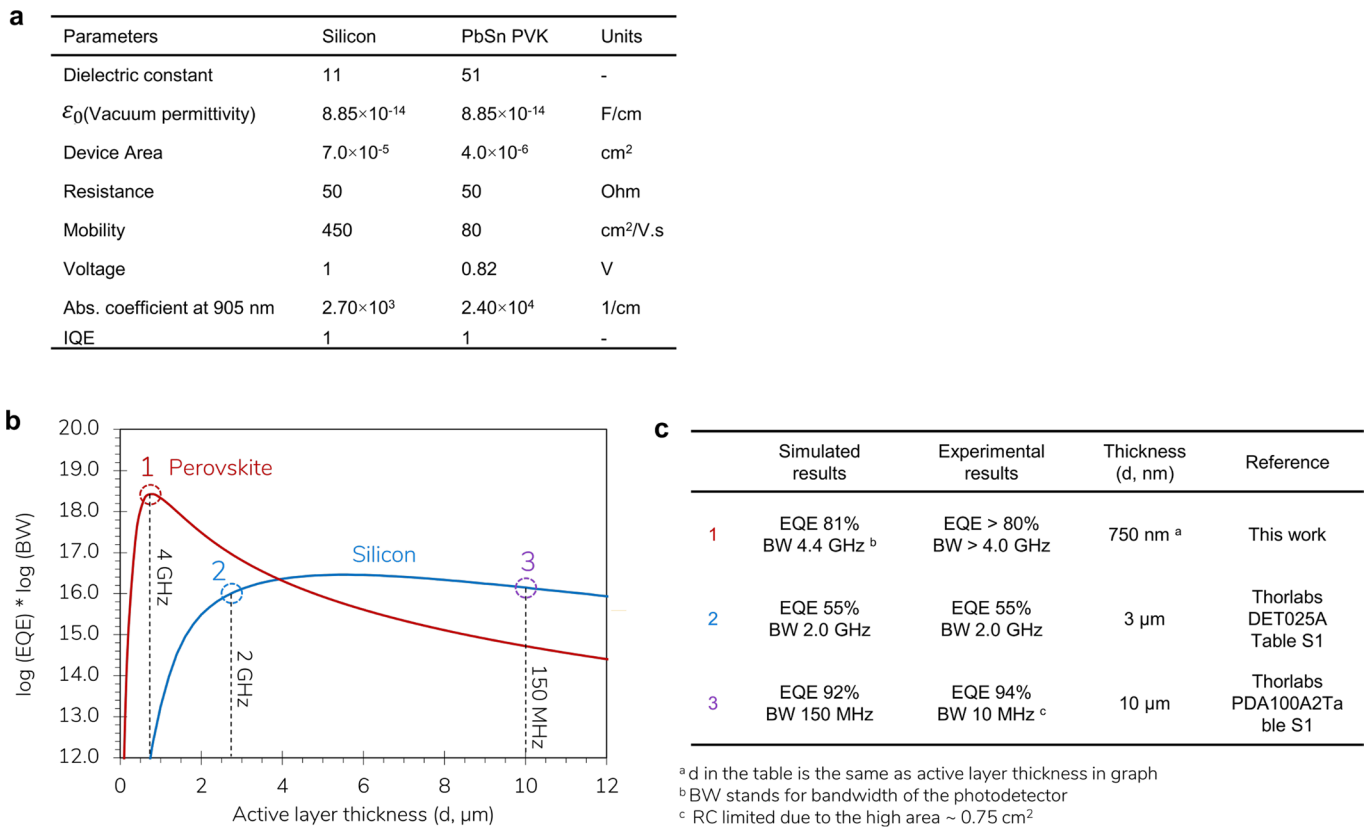 a
Parameters Silicon PbSn PVK Units
Dielectric constant 11 51 -
ℰ₀(Vacuum permittivity) 8.85×10⁻¹⁴ 8.85×10⁻¹⁴ F/cm
Device Area 7.0×10⁻⁵ 4.0×10⁻⁶ cm²
Resistance 50 50 Ohm
Mobility 450 80 cm²/V.s
Voltage 1 0.82 V
Abs. coefficient at 905 nm 2.70×10³ 2.40×10⁴ 1/cm
IQE 1 1 -
b
log (EQE) * log (BW)
20.0
19.0
18.0
17.0
16.0
15.0
14.0
13.0
12.0
1 Perovskite
2 Silicon
3
4 GHz
2 GHz
150 MHz
0 2 4 6 8 10 12
Active layer thickness (d, µm)
c
Simulated results Experimental results Thickness (d, nm) Reference
1 EQE 81% BW 4.4 GHz ᵇ EQE > 80% BW > 4.0 GHz 750 nm ᵃ This work
2 EQE 55% BW 2.0 GHz EQE 55% BW 2.0 GHz 3 µm Thorlabs DET025A Table S1
3 EQE 92% BW 150 MHz EQE 94% BW 10 MHz ᶜ 10 µm Thorlabs PDA100A2Ta ble S1
ᵃ d in the table is the same as active layer thickness in graph
ᵇ BW stands for bandwidth of the photodetector
ᶜ RC limited due to the high area ~ 0.75 cm²